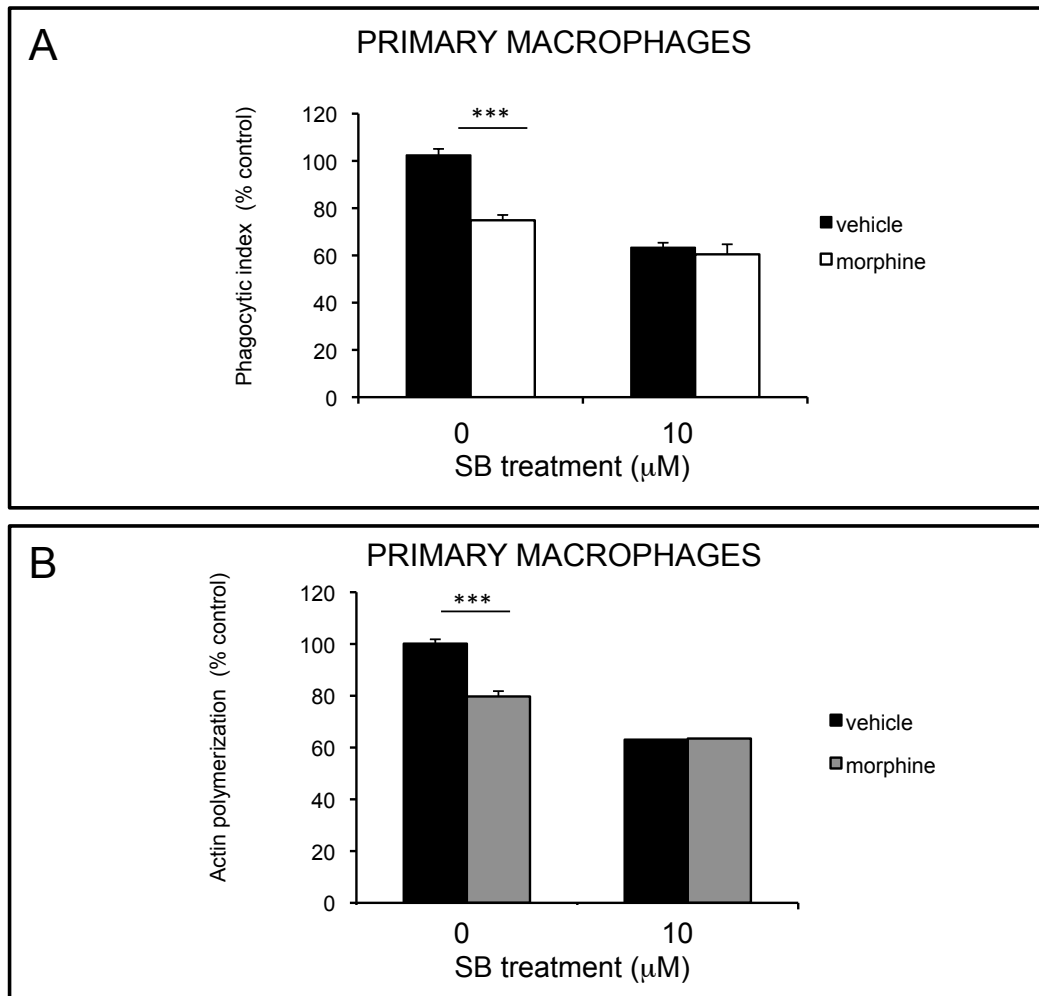 A
PRIMARY MACROPHAGES
Phagocytic index (% control)
120
100
80
60
40
20
0
***
vehicle
morphine
0
10
SB treatment (μM)
B
PRIMARY MACROPHAGES
Actin polymerization (% control)
120
100
80
60
40
20
0
***
vehicle
morphine
0
10
SB treatment (μM)